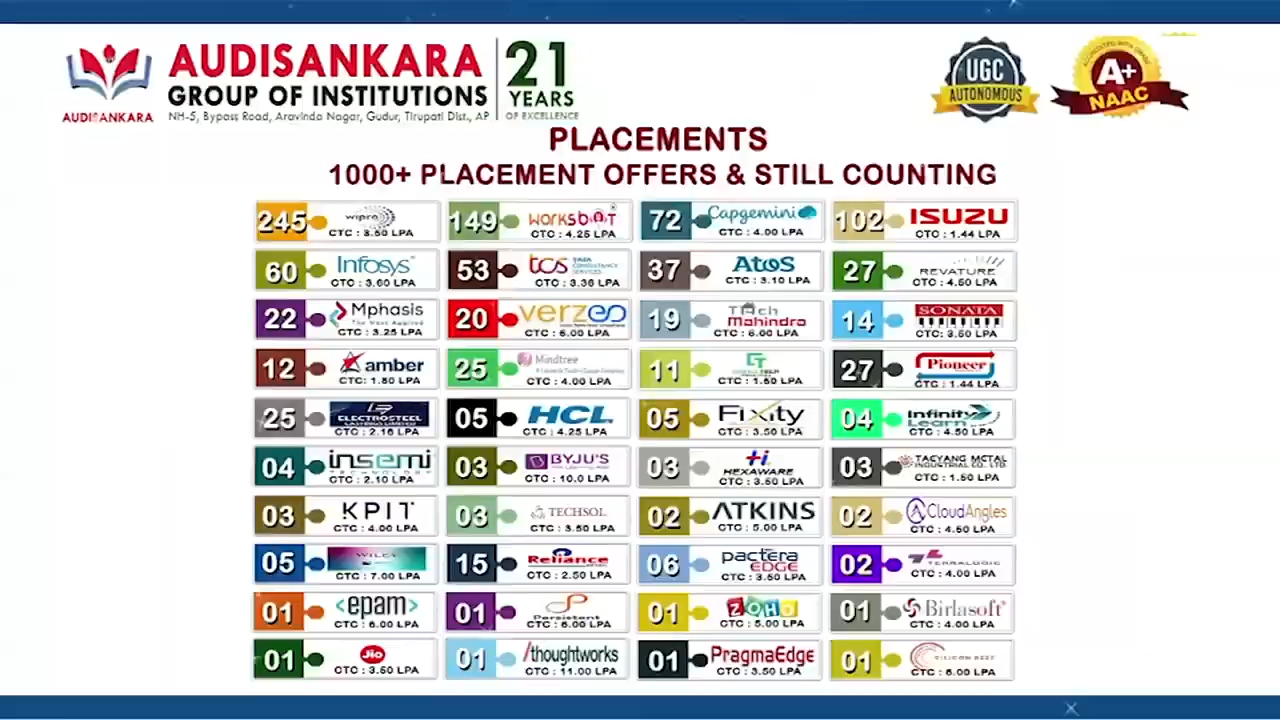 AUDISANKARA
GROUP OF INSTITUTIONS
NH-5, Bypass Road, Aravinda Nagar, Gudur, Tirupati Dist., AP
AUDISANKARA
21
YEARS
OF EXCELLENCE
UGC
AUTONOMOUS
ACCREDITED WITH GRADE
A+
NAAC
PLACEMENTS
1000+ PLACEMENT OFFERS & STILL COUNTING
245 wipro CTC : 3.50 LPA
149 worksbot CTC : 4.25 LPA
72 Capgemini CTC : 4.00 LPA
102 ISUZU CTC : 1.44 LPA
60 Infosys CTC : 3.60 LPA
53 tcs TATA CONSULTANCY SERVICES CTC : 3.36 LPA
37 Atos CTC : 3.10 LPA
27 REVATURE CTC : 4.50 LPA
22 Mphasis The Next Applied CTC : 3.25 LPA
20 verzeo CTC : 6.00 LPA
19 Tech Mahindra CTC : 6.00 LPA
14 SONATA CTC : 3.50 LPA
12 amber CTC : 1.80 LPA
25 Mindtree CTC : 4.00 LPA
11 CTC : 1.50 LPA
27 Pioneer CTC : 1.44 LPA
25 ELECTROSTEEL CASTINGS LIMITED CTC : 2.16 LPA
05 HCL CTC : 4.25 LPA
05 Fixity CTC : 3.50 LPA
04 Infinity Learn CTC : 4.50 LPA
04 insemi TECHNOLOGY CTC : 2.10 LPA
03 BYJU'S CTC : 10.0 LPA
03 HEXAWARE CTC : 3.50 LPA
03 TAEYANG METAL INDUSTRIAL CO. LTD. CTC : 1.50 LPA
03 KPIT CTC : 4.00 LPA
03 TECHSOL CTC : 3.50 LPA
02 ATKINS CTC : 5.00 LPA
02 CloudAngles CTC : 4.50 LPA
05 WILEY CTC : 7.00 LPA
15 Reliance CTC : 2.50 LPA
06 pactera EDGE CTC : 3.50 LPA
02 TERRALOGIC CTC : 4.00 LPA
01 <epam> CTC : 6.00 LPA
01 Persistent CTC : 6.00 LPA
01 ZOHO CTC : 5.00 LPA
01 Birlasoft CTC : 4.00 LPA
01 Jio CTC : 3.50 LPA
01 /thoughtworks CTC : 11.00 LPA
01 PragmaEdge CTC : 3.50 LPA
01 CTC : 6.00 LPA